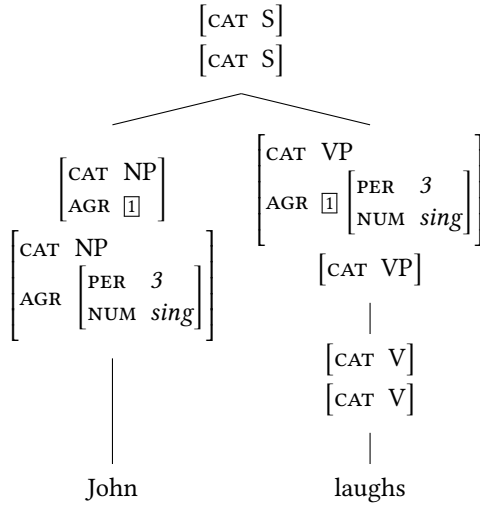 [CAT S]
[CAT S]
[CAT NP
AGR 1]
[CAT NP
AGR [PER 3
NUM sing]]
[CAT VP
AGR 1 [PER 3
NUM sing]]
[CAT VP]
[CAT V]
[CAT V]
John
laughs